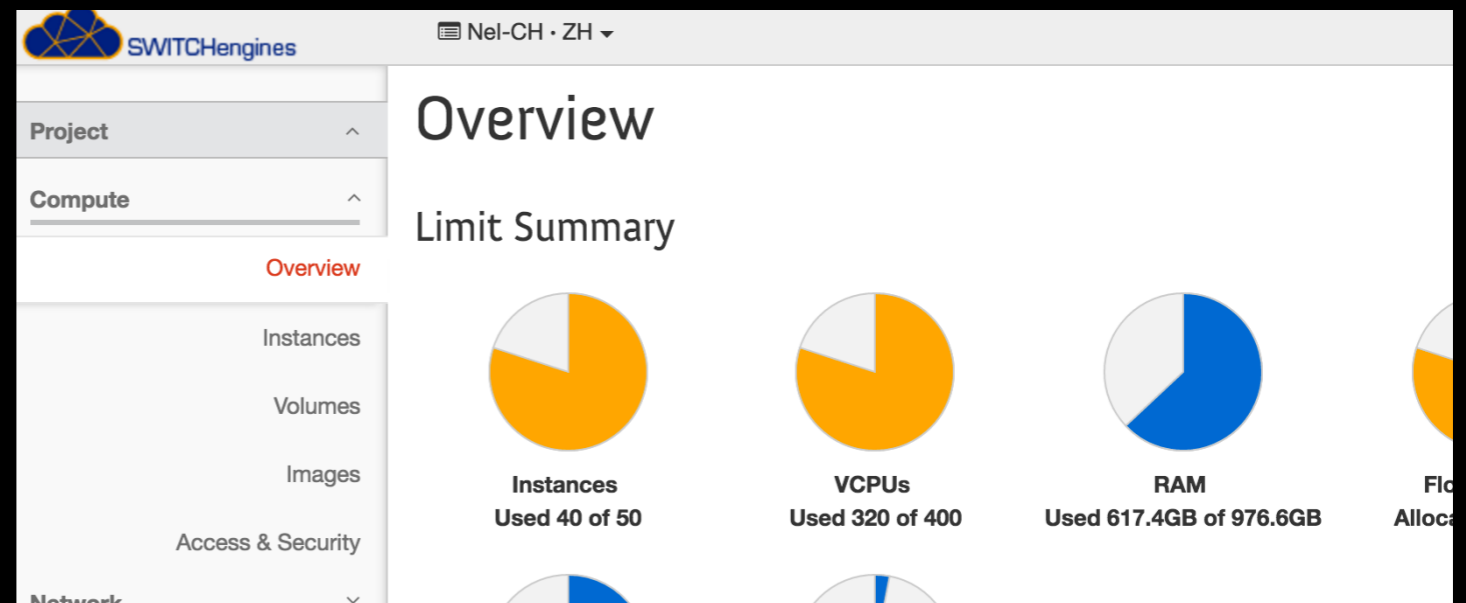 SWITCHengines
Nel-CH · ZH
Project
Compute
Overview
Instances
Volumes
Images
Access & Security
Network
Overview
Limit Summary
Instances
Used 40 of 50
VCPUs
Used 320 of 400
RAM
Used 617.4GB of 976.6GB